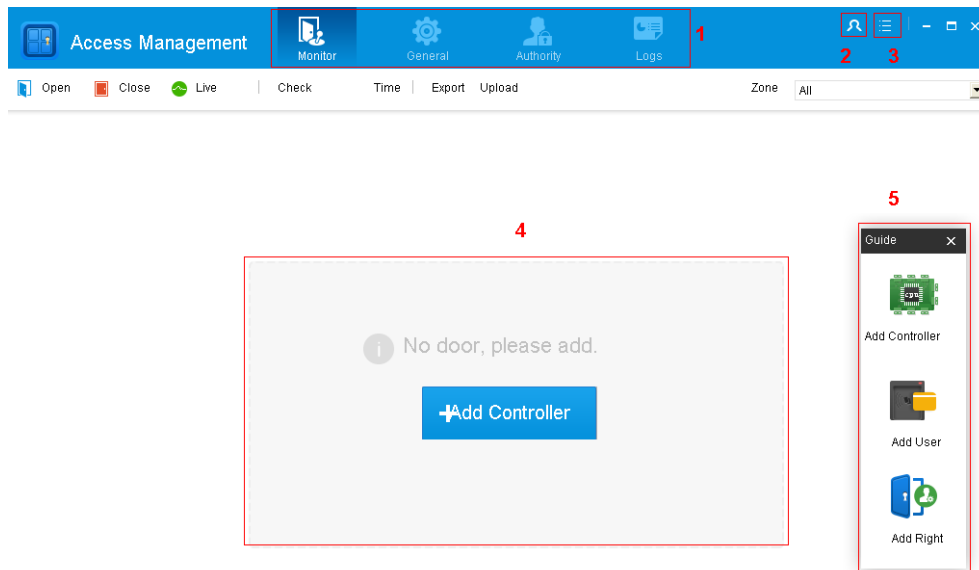 Access Management
Monitor General Authority Logs
1
2 3
Open Close Live Check Time Export Upload Zone All
5
4
Guide
No door, please add.
Add Controller
Add Controller
Add User
Add Right